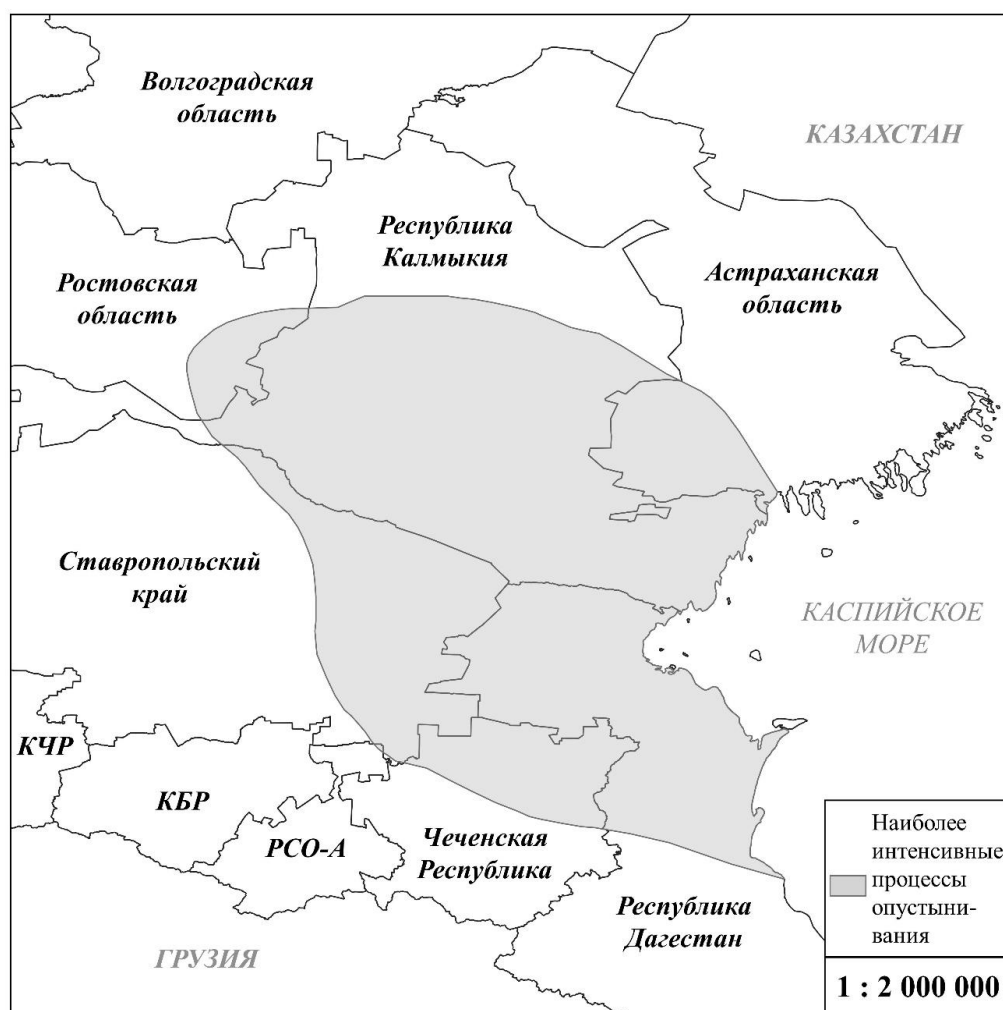 Волгоградская
область
КАЗАХСТАН
Республика
Калмыкия
Астраханская
область
Ростовская
область
Ставропольский
край
КАСПИЙСКОЕ
МОРЕ
КЧР
КБР
РСО-А
Чеченская
Республика
Республика
Дагестан
ГРУЗИЯ
Наиболее
интенсивные
процессы
опустыни-
вания
1 : 2 000 000